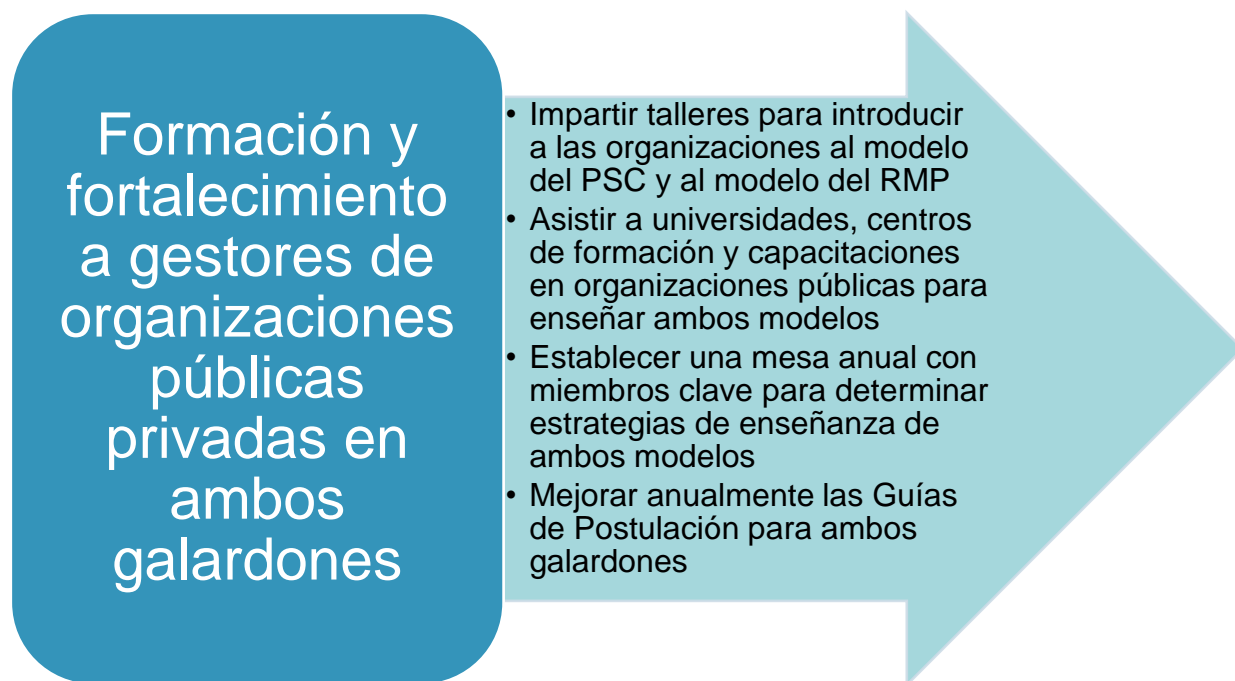 Formación y
fortalecimiento
a gestores de
organizaciones
públicas
privadas en
ambos
galardones
• Impartir talleres para introducir
a las organizaciones al modelo
del PSC y al modelo del RMP
• Asistir a universidades, centros
de formación y capacitaciones
en organizaciones públicas para
enseñar ambos modelos
• Establecer una mesa anual con
miembros clave para determinar
estrategias de enseñanza de
ambos modelos
• Mejorar anualmente las Guías
de Postulación para ambos
galardones